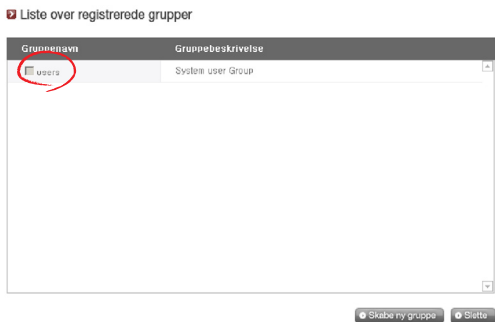 Liste over registrerede grupper
Gruppenavn Gruppebeskrivelse
users System user Group
Skabe ny gruppe Slette